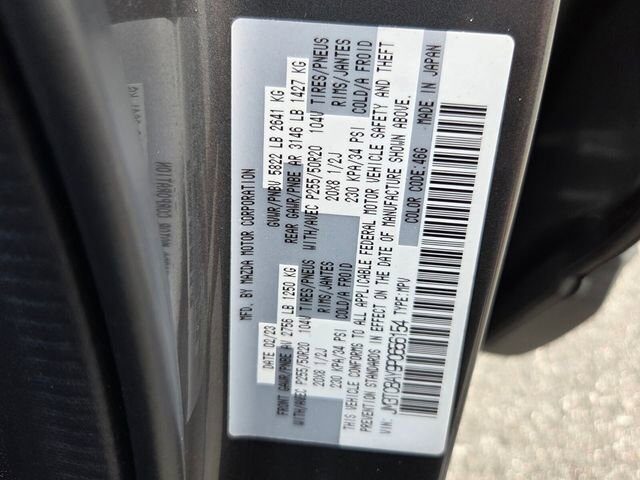 MFD. BY MAZDA MOTOR CORPORATION
DATE 02/23 GVWR/PNBV 5822 LB 2641 KG
FRONT GAWR/PNBE AV 2756 LB 1250 KG REAR GAWR/PNBE AR 3146 LB 1427 KG
WITH/AVEC P255/50R20 104V TIRES/PNEUS WITH/AVEC P255/50R20 104V TIRES/PNEUS
20X8 1/2J RIMS/JANTES 20X8 1/2J RIMS/JANTES
230 KPA/34 PSI COLD/A FROID 230 KPA/34 PSI COLD/A FROID
THIS VEHICLE CONFORMS TO ALL APPLICABLE FEDERAL MOTOR VEHICLE SAFETY AND THEFT
PREVENTION STANDARDS IN EFFECT ON THE DATE OF MANUFACTURE SHOWN ABOVE.
VIN: TYPE: MPV COLOR CODE: 46G MADE IN JAPAN